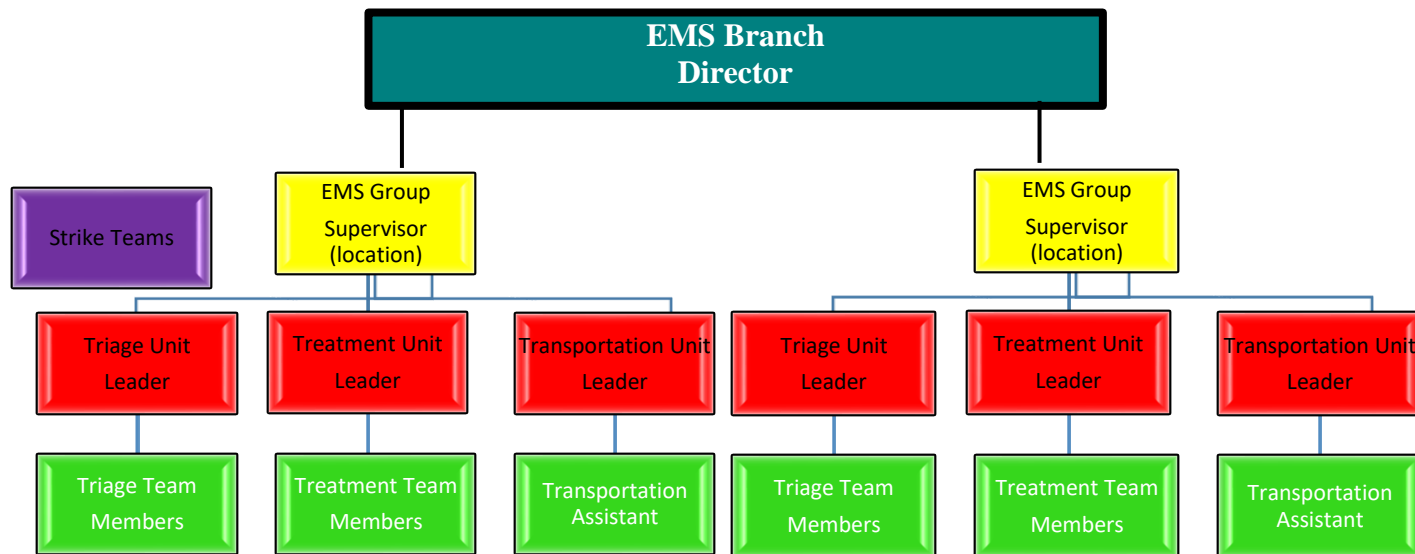 EMS Branch
Director
Strike Teams
EMS Group
Supervisor
(location)
EMS Group
Supervisor
(location)
Triage Unit
Leader
Treatment Unit
Leader
Transportation Unit
Leader
Triage Unit
Leader
Treatment Unit
Leader
Transportation Unit
Leader
Triage Team
Members
Treatment Team
Members
Transportation
Assistant
Triage Team
Members
Treatment Team
Members
Transportation
Assistant